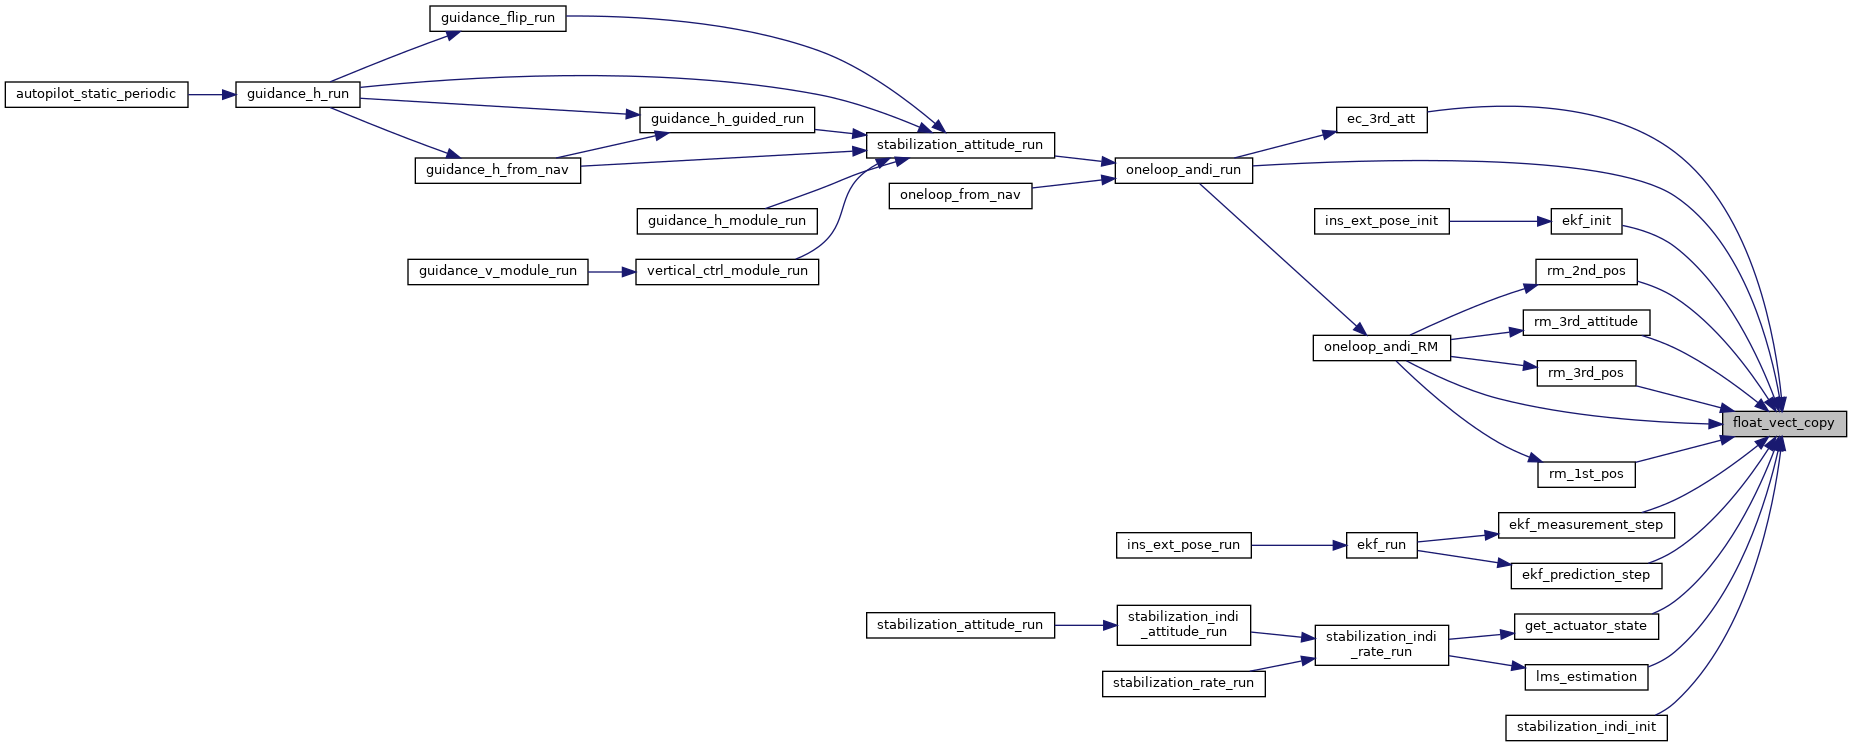 guidance_flip_run
autopilot_static_periodic
guidance_h_run
guidance_h_guided_run
ec_3rd_att
stabilization_attitude_run
guidance_h_from_nav
oneloop_andi_run
oneloop_from_nav
guidance_h_module_run
ins_ext_pose_init
ekf_init
guidance_v_module_run
vertical_ctrl_module_run
rm_2nd_pos
rm_3rd_attitude
oneloop_andi_RM
rm_3rd_pos
float_vect_copy
rm_1st_pos
ekf_measurement_step
ins_ext_pose_run
ekf_run
ekf_prediction_step
stabilization_attitude_run
stabilization_indi
_attitude_run
get_actuator_state
stabilization_indi
_rate_run
stabilization_rate_run
lms_estimation
stabilization_indi_init